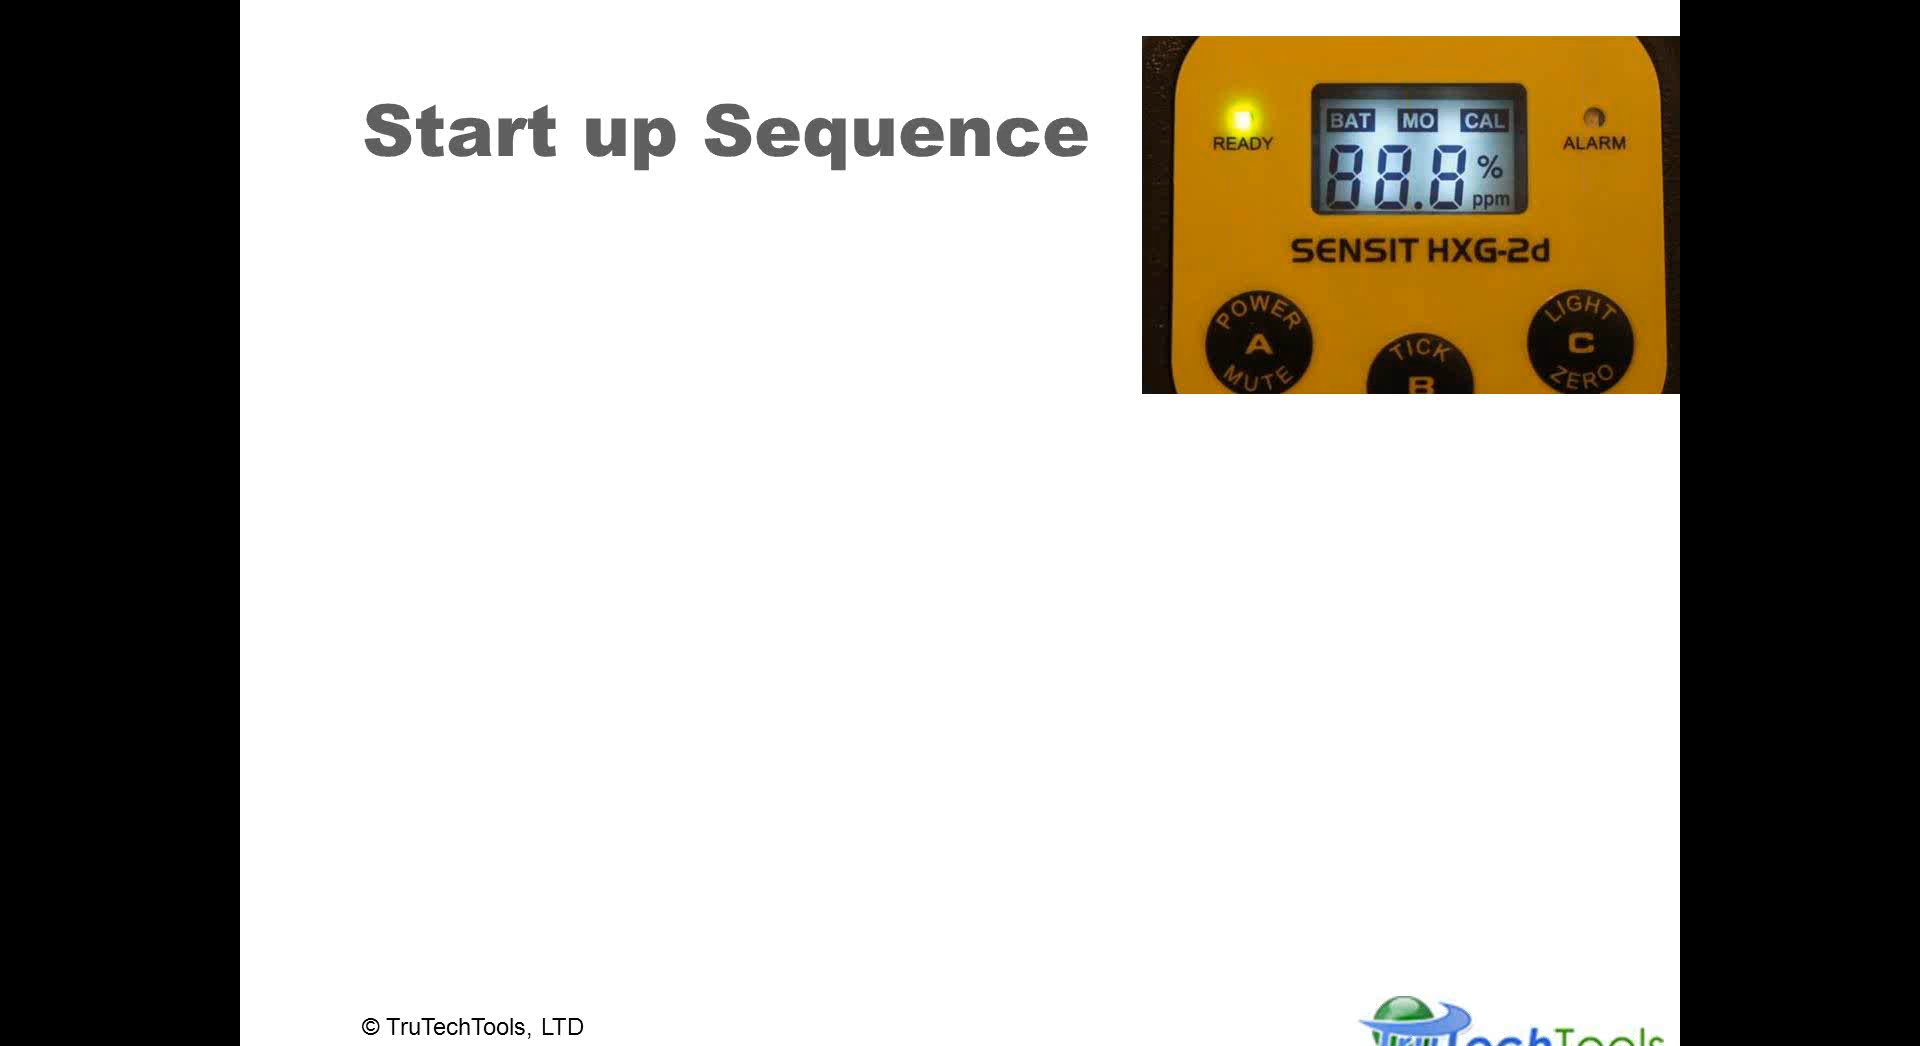 Start up Sequence
BAT MO CAL
READY
ALARM
88.8 %
ppm
SENSIT HXG-2d
POWER
A
MUTE
TICK
B
LIGHT
C
ZERO
© TruTechTools, LTD
TruTechTools